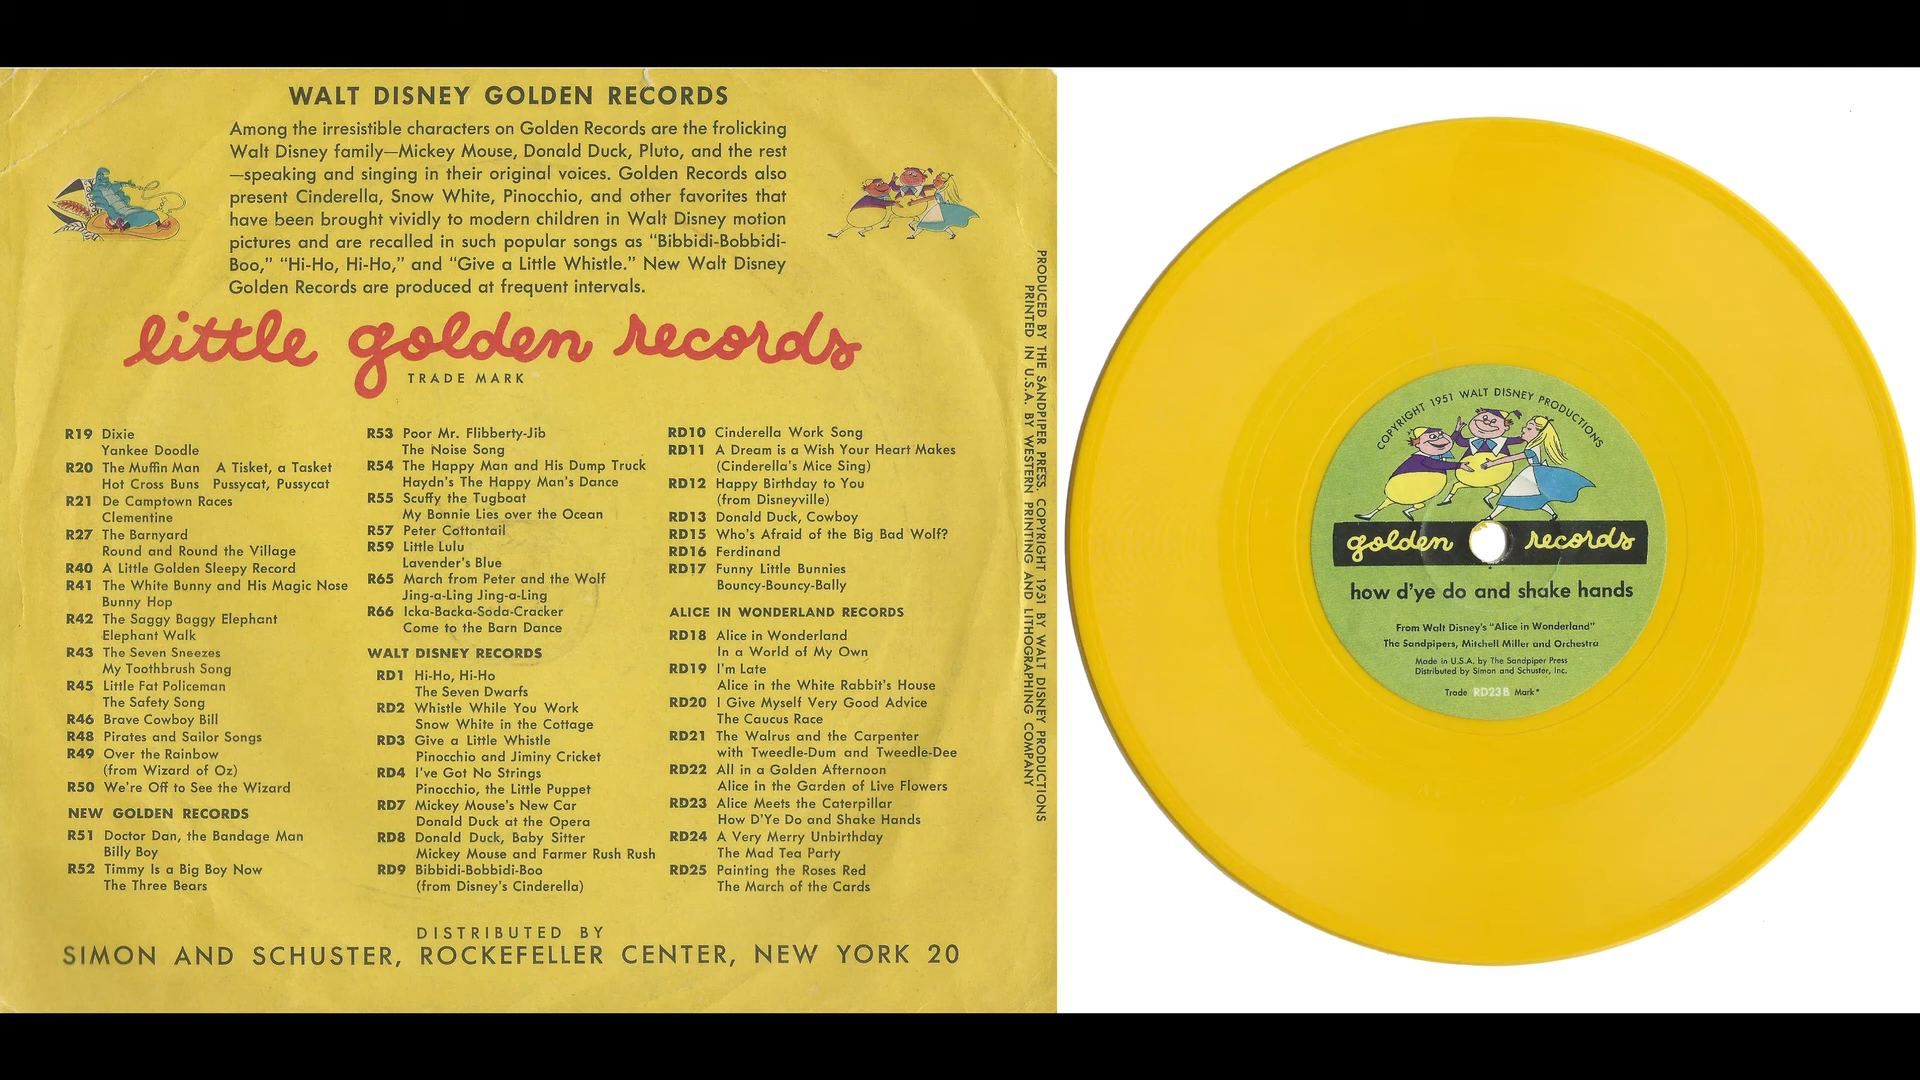 WALT DISNEY GOLDEN RECORDS
Among the irresistible characters on Golden Records are the frolicking
Walt Disney family—Mickey Mouse, Donald Duck, Pluto, and the rest
—speaking and singing in their original voices. Golden Records also
present Cinderella, Snow White, Pinocchio, and other favorites that
have been brought vividly to modern children in Walt Disney motion
pictures and are recalled in such popular songs as “Bibbidi-Bobbidi-
Boo,” “Hi-Ho, Hi-Ho,” and “Give a Little Whistle.” New Walt Disney
Golden Records are produced at frequent intervals.
little golden records
TRADE MARK
R19 Dixie
Yankee Doodle
R20 The Muffin Man A Tisket, a Tasket
Hot Cross Buns Pussycat, Pussycat
R21 De Camptown Races
Clementine
R27 The Barnyard
Round and Round the Village
R40 A Little Golden Sleepy Record
R41 The White Bunny and His Magic Nose
Bunny Hop
R42 The Saggy Baggy Elephant
Elephant Walk
R43 The Seven Sneezes
My Toothbrush Song
R45 Little Fat Policeman
The Safety Song
R46 Brave Cowboy Bill
R48 Pirates and Sailor Songs
R49 Over the Rainbow
(from Wizard of Oz)
R50 We're Off to See the Wizard
NEW GOLDEN RECORDS
R51 Doctor Dan, the Bandage Man
Billy Boy
R52 Timmy Is a Big Boy Now
The Three Bears
R53 Poor Mr. Flibberty-Jib
The Noise Song
R54 The Happy Man and His Dump Truck
Haydn's The Happy Man's Dance
R55 Scuffy the Tugboat
My Bonnie Lies over the Ocean
R57 Peter Cottontail
R59 Little Lulu
Lavender's Blue
R65 March from Peter and the Wolf
Jing-a-Ling Jing-a-Ling
R66 Icka-Backa-Soda-Cracker
Come to the Barn Dance
WALT DISNEY RECORDS
RD1 Hi-Ho, Hi-Ho
The Seven Dwarfs
RD2 Whistle While You Work
Snow White in the Cottage
RD3 Give a Little Whistle
Pinocchio and Jiminy Cricket
RD4 I've Got No Strings
Pinocchio, the Little Puppet
RD7 Mickey Mouse's New Car
Donald Duck at the Opera
RD8 Donald Duck, Baby Sitter
Mickey Mouse and Farmer Rush Rush
RD9 Bibbidi-Bobbidi-Boo
(from Disney's Cinderella)
RD10 Cinderella Work Song
RD11 A Dream is a Wish Your Heart Makes
(Cinderella's Mice Sing)
RD12 Happy Birthday to You
(from Disneyville)
RD13 Donald Duck, Cowboy
RD15 Who's Afraid of the Big Bad Wolf?
RD16 Ferdinand
RD17 Funny Little Bunnies
Bouncy-Bouncy-Bally
ALICE IN WONDERLAND RECORDS
RD18 Alice in Wonderland
In a World of My Own
RD19 I'm Late
Alice in the White Rabbit's House
RD20 I Give Myself Very Good Advice
The Caucus Race
RD21 The Walrus and the Carpenter
with Tweedle-Dum and Tweedle-Dee
RD22 All in a Golden Afternoon
Alice in the Garden of Live Flowers
RD23 Alice Meets the Caterpillar
How D'Ye Do and Shake Hands
RD24 A Very Merry Unbirthday
The Mad Tea Party
RD25 Painting the Roses Red
The March of the Cards
DISTRIBUTED BY
SIMON AND SCHUSTER, ROCKEFELLER CENTER, NEW YORK 20
PRODUCED BY THE SANDPIPER PRESS. COPYRIGHT 1951 BY WALT DISNEY PRODUCTIONS
PRINTED IN U.S.A. BY WESTERN PRINTING AND LITHOGRAPHING COMPANY
COPYRIGHT 1951 WALT DISNEY PRODUCTIONS
golden records
how d'ye do and shake hands
From Walt Disney's "Alice in Wonderland"
The Sandpipers, Mitchell Miller and Orchestra
Made in U.S.A. by The Sandpiper Press
Distributed by Simon and Schuster, Inc.
Trade RD23B Mark*